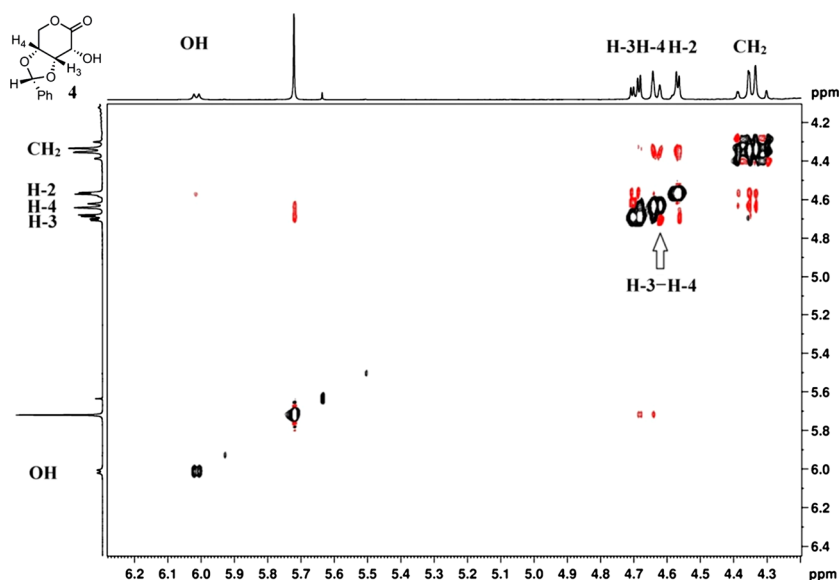 O
O
H₄
O
OH
H₃
H
O
Ph 4
OH
H-3H-4 H-2
CH₂
ppm
CH₂
H-2
H-4
H-3
OH
H-3–H-4
4.2
4.4
4.6
4.8
5.0
5.2
5.4
5.6
5.8
6.0
6.2
6.4
6.2 6.1 6.0 5.9 5.8 5.7 5.6 5.5 5.4 5.3 5.2 5.1 5.0 4.9 4.8 4.7 4.6 4.5 4.4 4.3 ppm